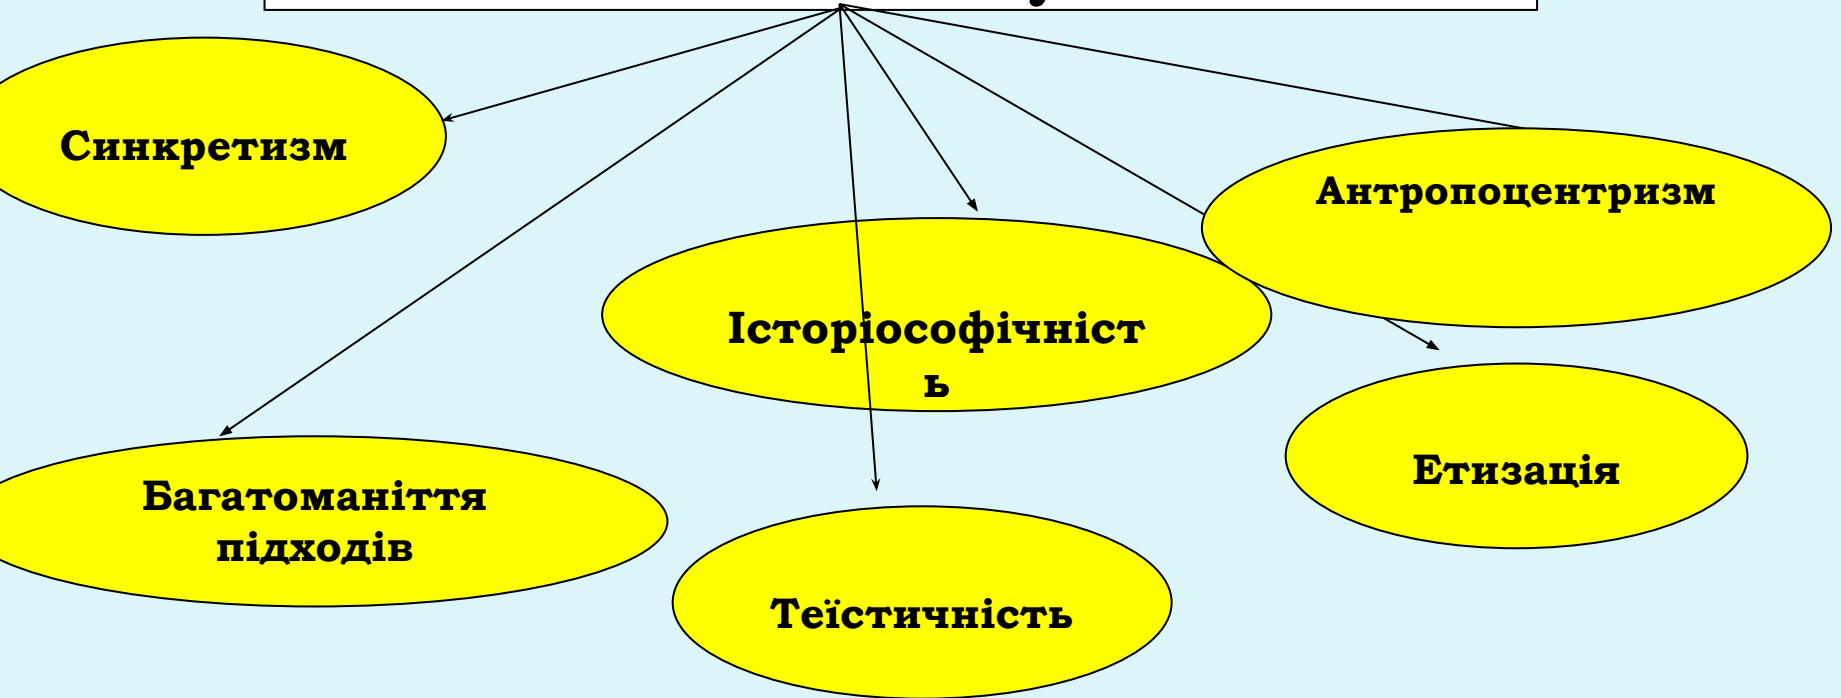 Синкретизм
Антропоцентризм
Історіософічніст
ь
Етизація
Багатоманіття
підходів
Теїстичність